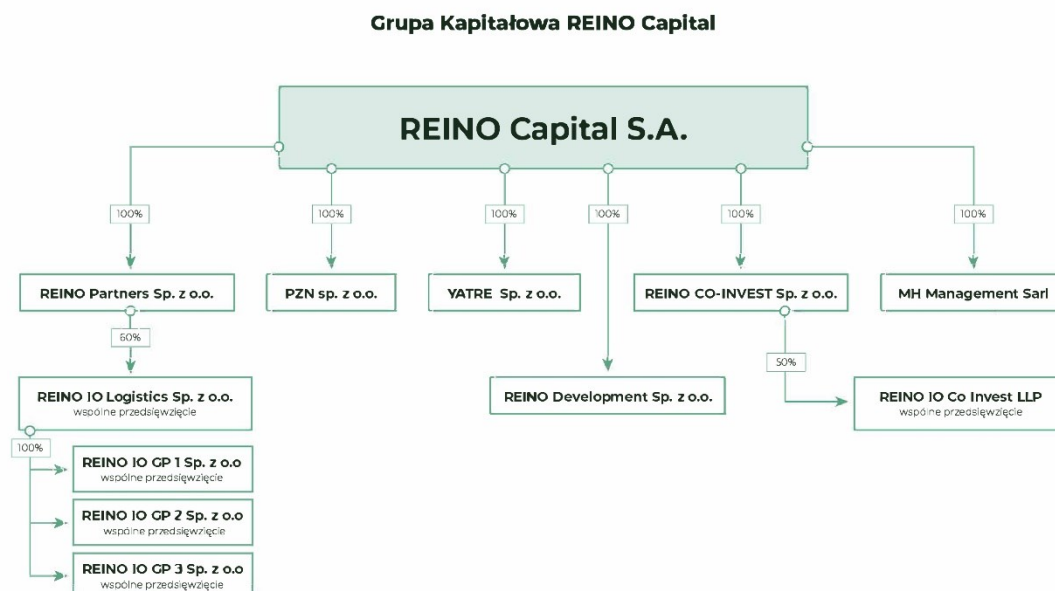 Grupa Kapitałowa REINO Capital
REINO Capital S.A.
100%
100%
100%
100%
100%
100%
REINO Partners Sp. z o.o.
PZN sp. z o.o.
YATRE Sp. z o.o.
REINO CO-INVEST Sp. z o.o.
MH Management Sarl
60%
50%
REINO IO Logistics Sp. z o.o.
wspólne przedsięwzięcie
REINO Development Sp. z o.o.
REINO IO Co Invest LLP
wspólne przedsięwzięcie
100%
REINO IO GP 1 Sp. z o.o
wspólne przedsięwzięcie
REINO IO GP 2 Sp. z o.o
wspólne przedsięwzięcie
REINO IO GP 3 Sp. z o.o
wspólne przedsięwzięcie